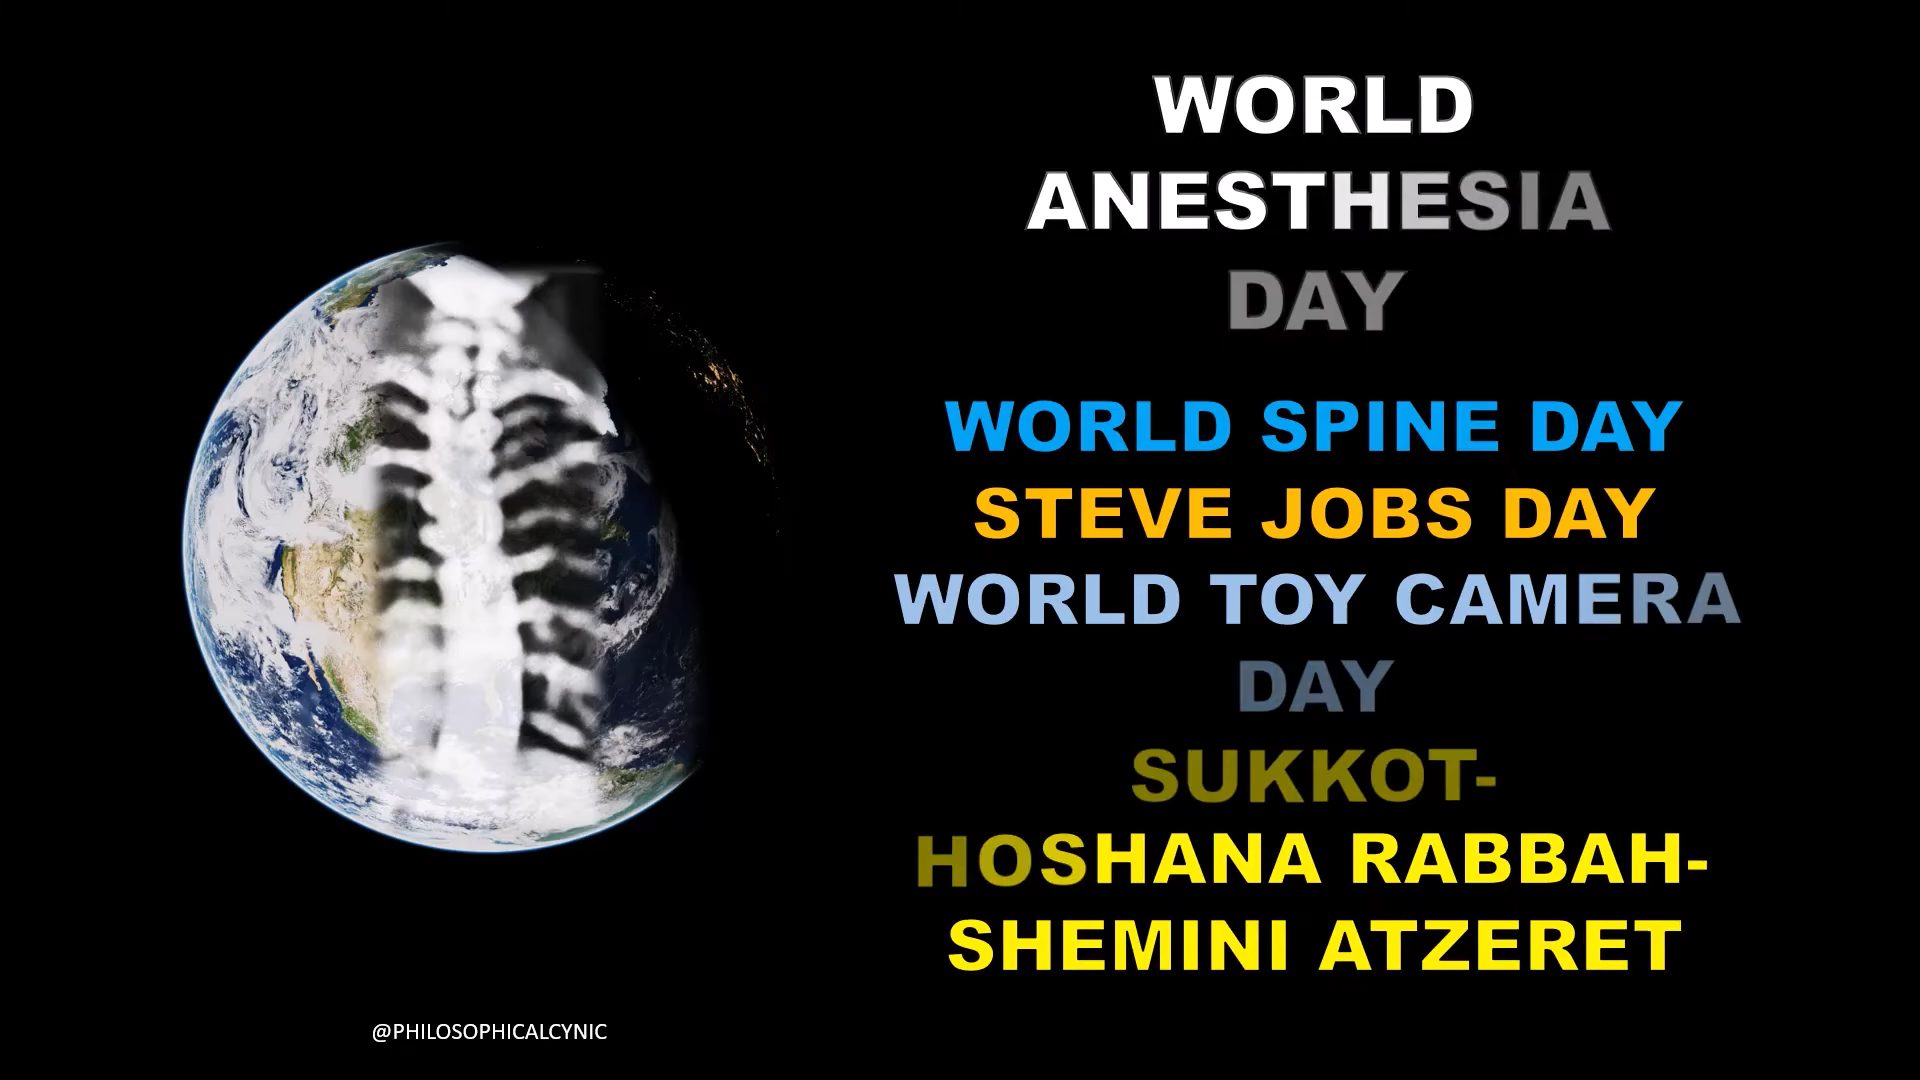 WORLD
ANESTHESIA
DAY
WORLD SPINE DAY
STEVE JOBS DAY
WORLD TOY CAMERA
DAY
SUKKOT-
HOSHANA RABBAH-
SHEMINI ATZERET
@PHILOSOPHICALCYNIC